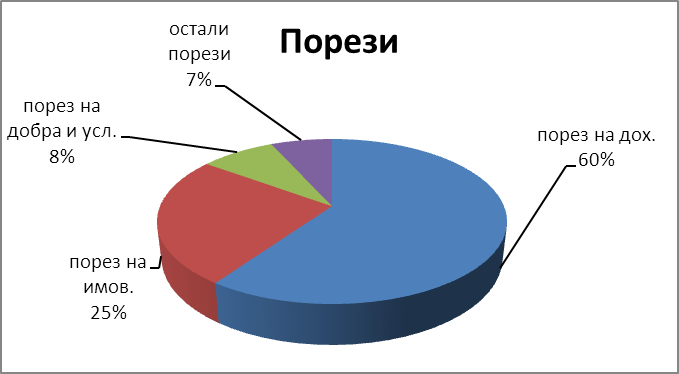 Порези
остали
порези
7%
порез на
добра и усл.
8%
порез на дох.
60%
порез на
имов.
25%